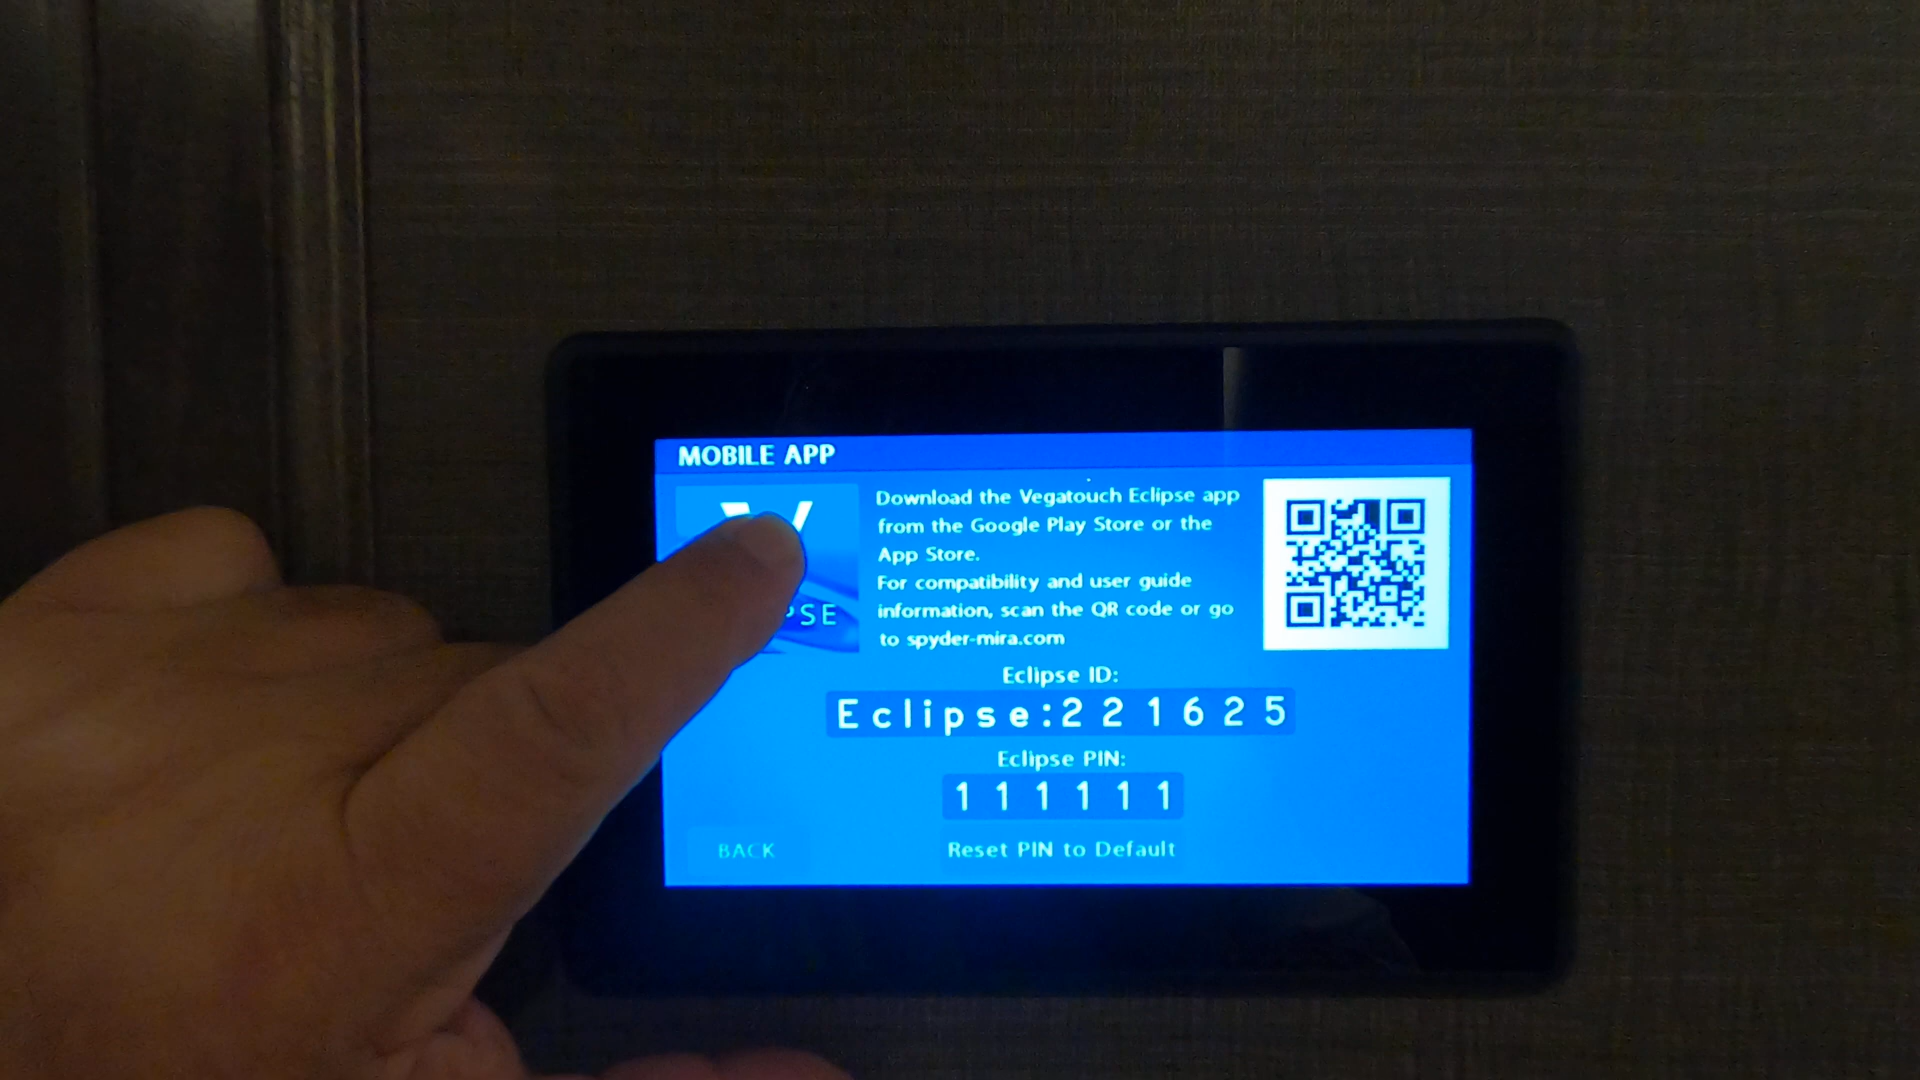 MOBILE APP
Download the Vegatouch Eclipse app
from the Google Play Store or the
App Store.
For compatibility and user guide
information, scan the QR code or go
to spyder-mira.com
PSE
Eclipse ID:
Eclipse:221625
Eclipse PIN:
111111
BACK
Reset PIN to Default